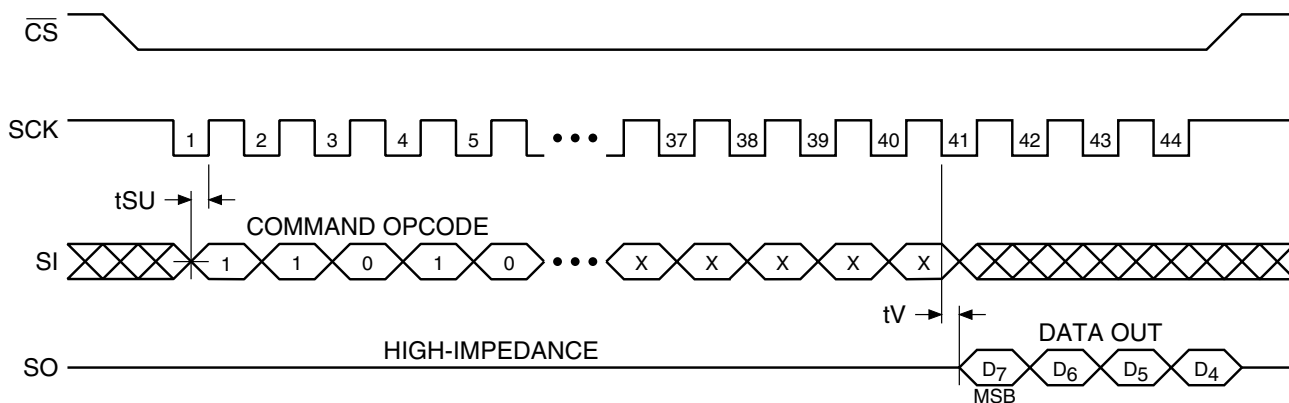 CS
SCK 1 2 3 4 5 ••• 37 38 39 40 41 42 43 44
tSU
COMMAND OPCODE
SI 1 1 0 1 0 ••• X X X X X
tV
DATA OUT
HIGH-IMPEDANCE
SO D7 D6 D5 D4
MSB